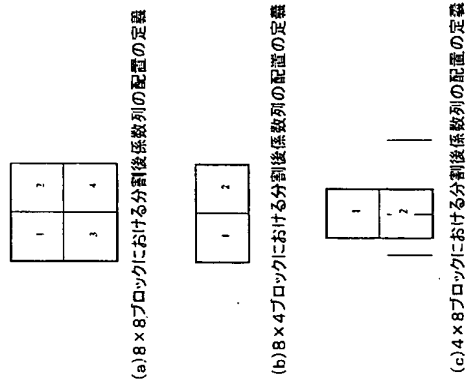 1 2
3 4
(a)8×8ブロックにおける分割後係数列の配置の定義
1 2
(b)8×4ブロックにおける分割後係数列の配置の定義
1
2
(c)4×8ブロックにおける分割後係数列の配置の定義